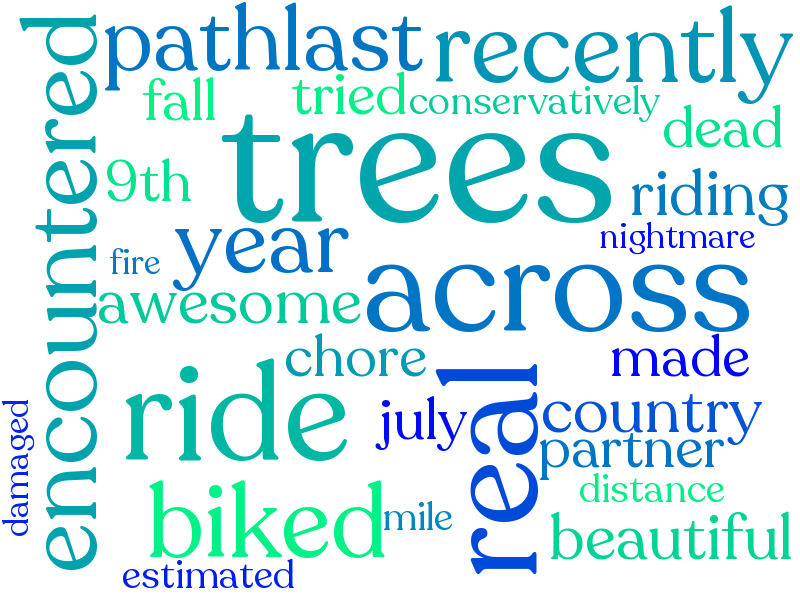 pathlast recently
fall tried conservatively
dead
encountered
trees
9th riding
year nightmare
fire
across
awesome
chore made
ride real
july country
partner
damaged
distance
biked mile beautiful
estimated